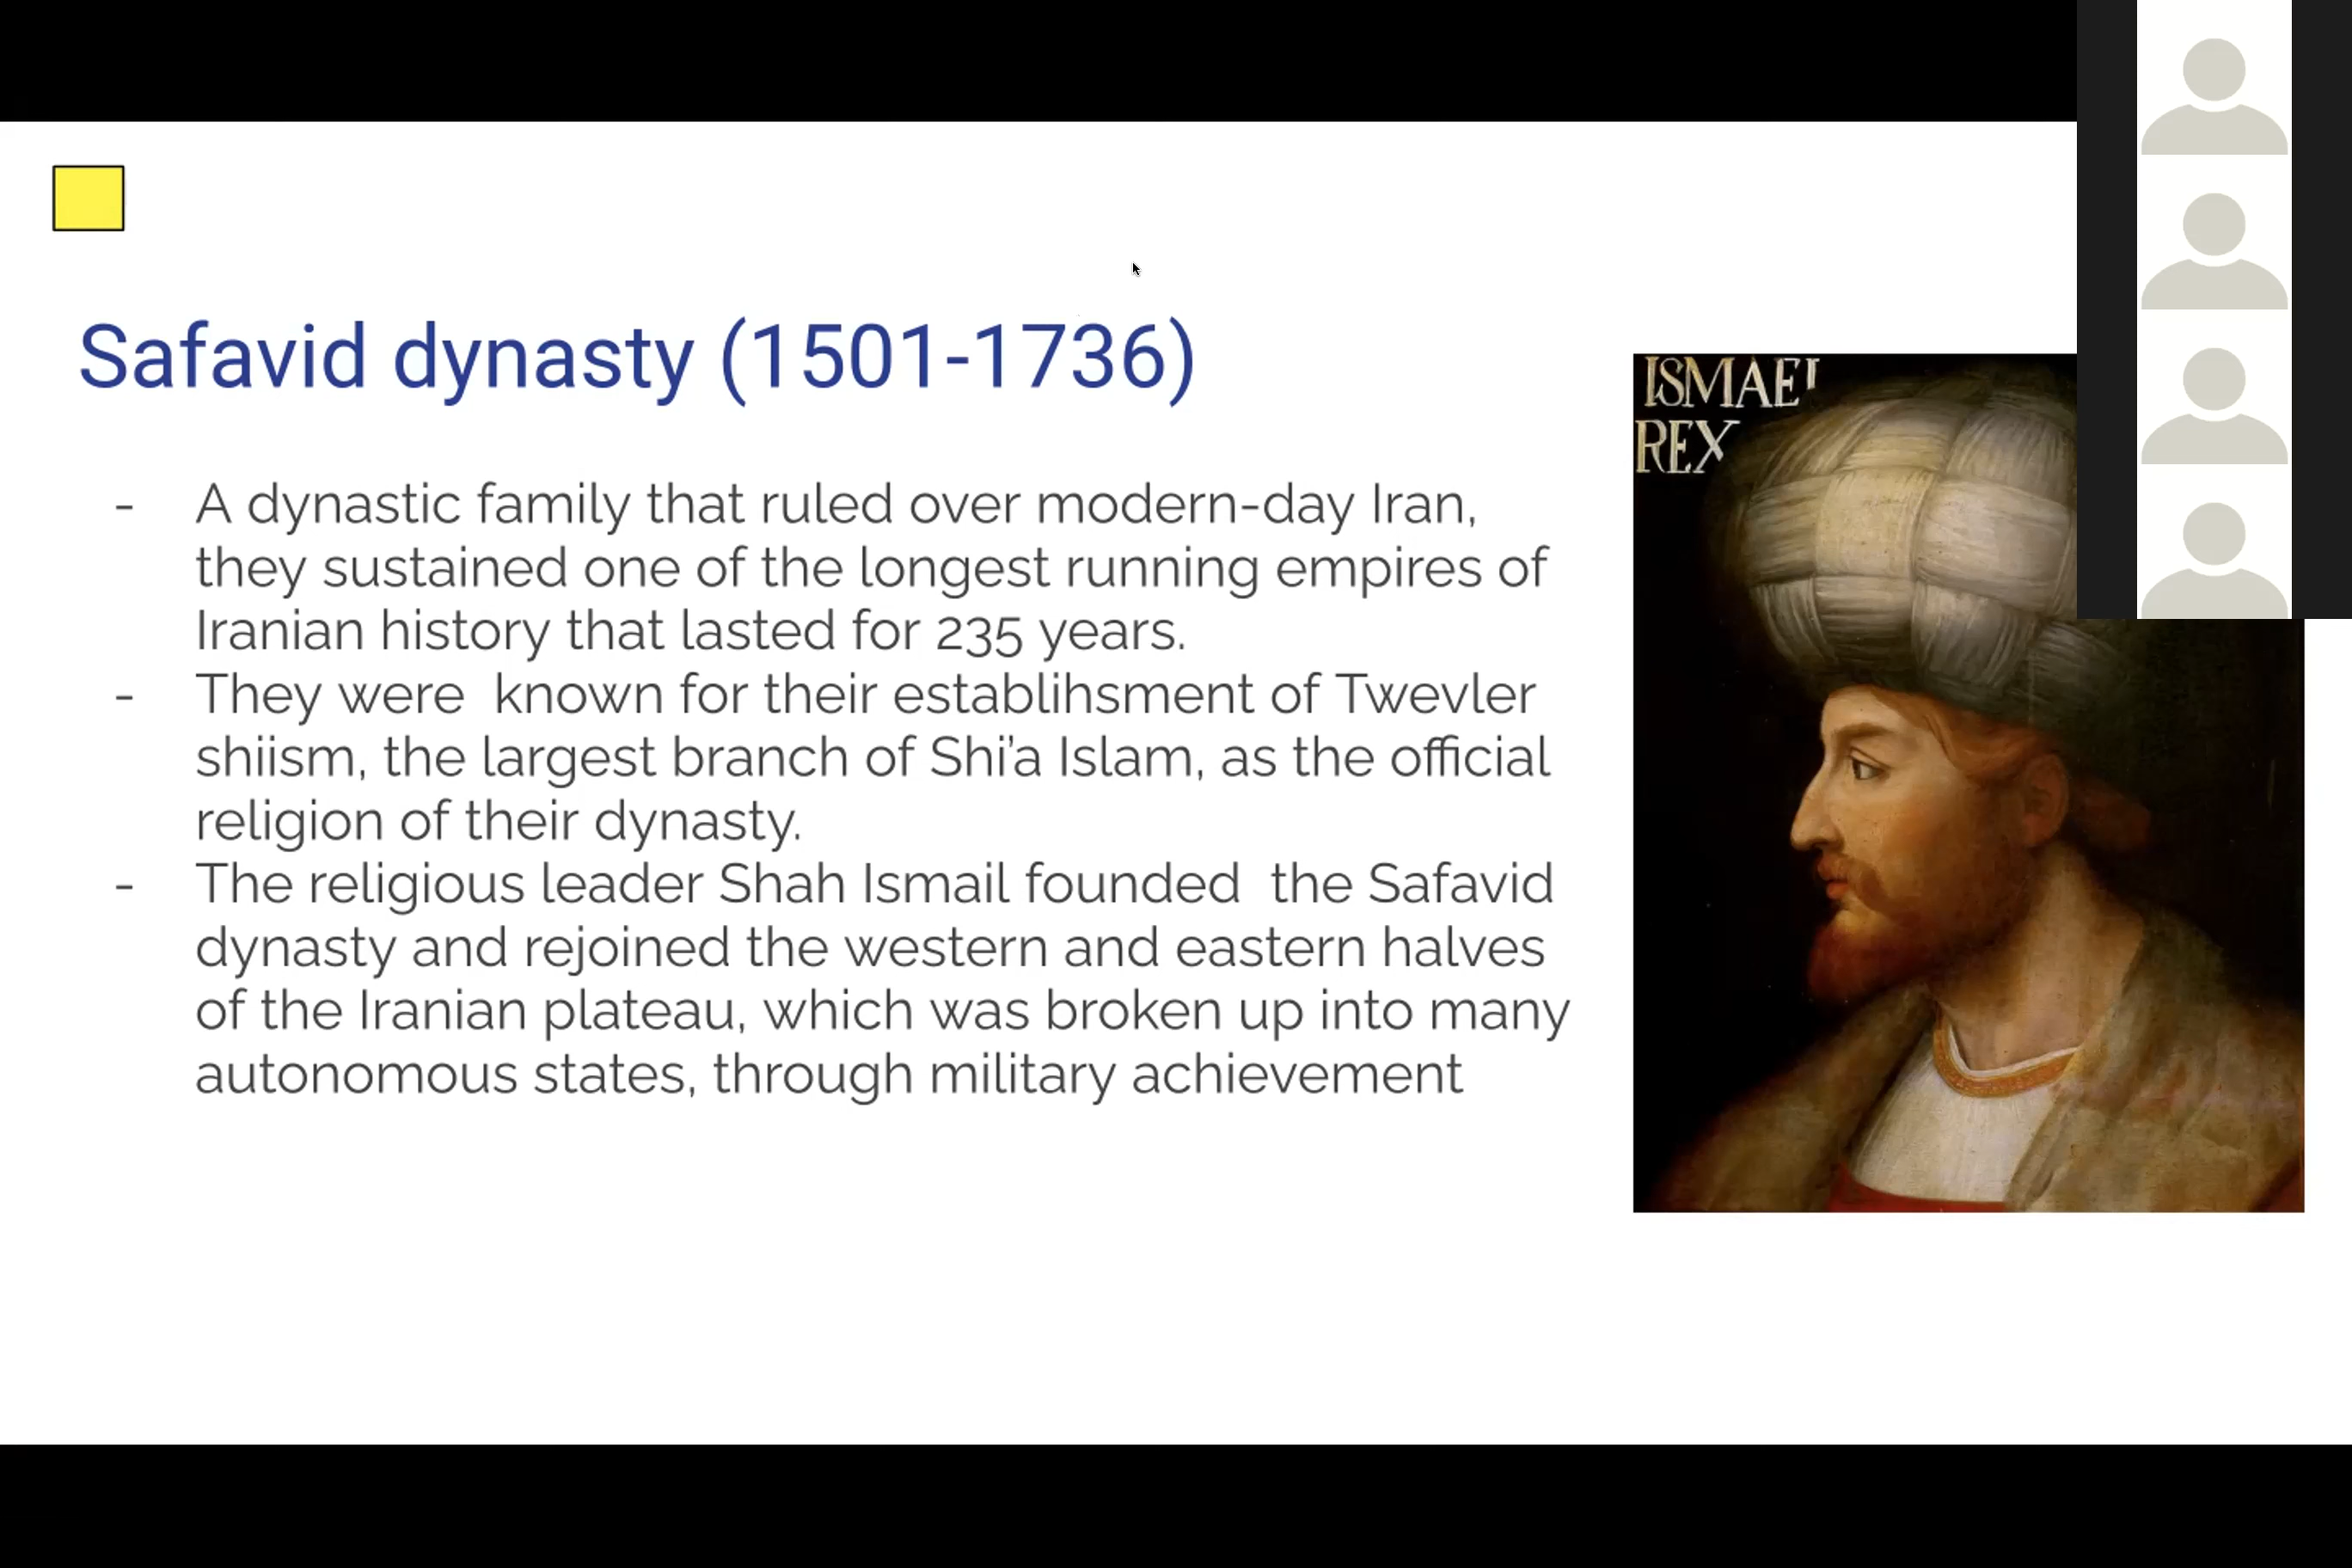 Safavid dynasty (1501-1736)
- A dynastic family that ruled over modern-day Iran,
they sustained one of the longest running empires of
Iranian history that lasted for 235 years.
- They were  known for their establihsment of Twevler
shiism, the largest branch of Shi’a Islam, as the official
religion of their dynasty.
- The religious leader Shah Ismail founded  the Safavid
dynasty and rejoined the western and eastern halves
of the Iranian plateau, which was broken up into many
autonomous states, through military achievement
ISMAEL
REX